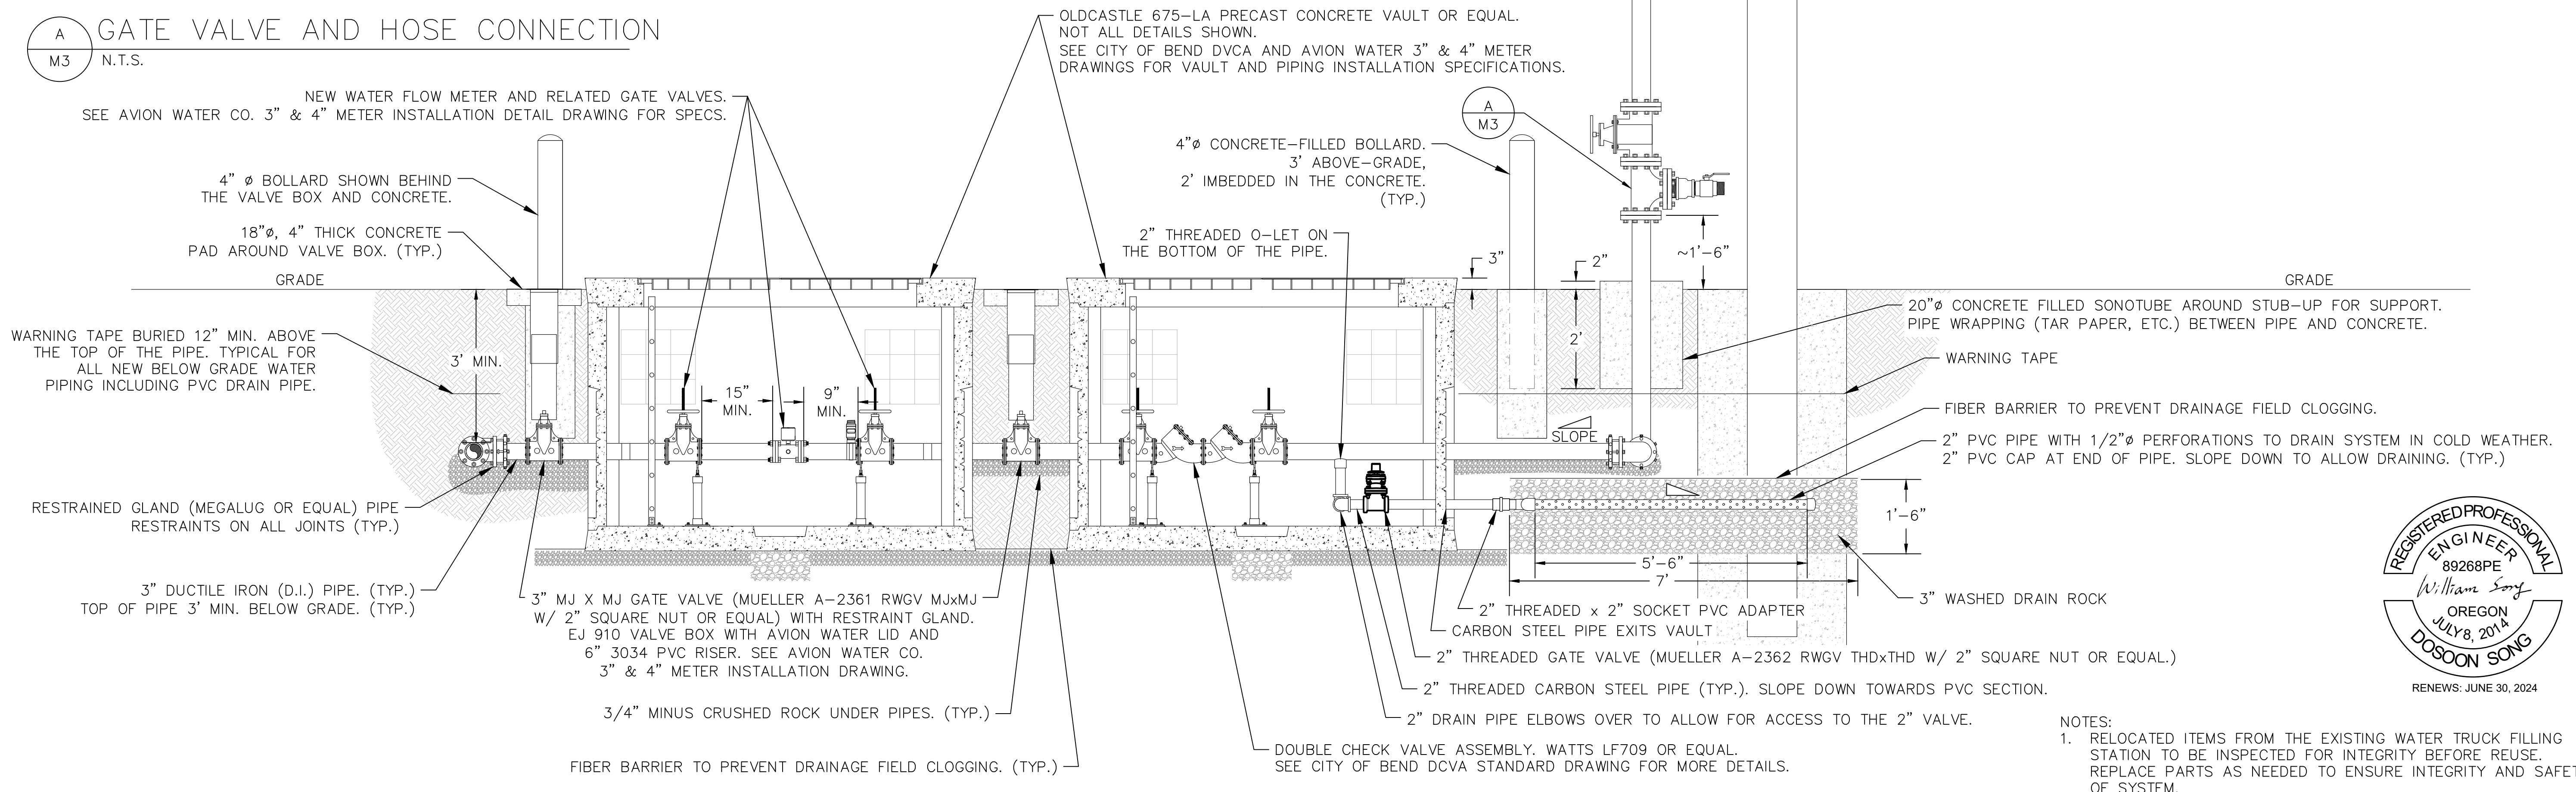 A
M3
GATE VALVE AND HOSE CONNECTION
N.T.S.
OLDCASTLE 675-LA PRECAST CONCRETE VAULT OR EQUAL.
NOT ALL DETAILS SHOWN.
SEE CITY OF BEND DVCA AND AVION WATER 3" & 4" METER
DRAWINGS FOR VAULT AND PIPING INSTALLATION SPECIFICATIONS.
NEW WATER FLOW METER AND RELATED GATE VALVES.
SEE AVION WATER CO. 3" & 4" METER INSTALLATION DETAIL DRAWING FOR SPECS.
A
M3
4"ø CONCRETE-FILLED BOLLARD.
3' ABOVE-GRADE,
2' IMBEDDED IN THE CONCRETE.
(TYP.)
4" ø BOLLARD SHOWN BEHIND
THE VALVE BOX AND CONCRETE.
18"ø, 4" THICK CONCRETE
PAD AROUND VALVE BOX. (TYP.)
2" THREADED O-LET ON
THE BOTTOM OF THE PIPE.
3"
2"
~1'-6"
GRADE
GRADE
20"ø CONCRETE FILLED SONOTUBE AROUND STUB-UP FOR SUPPORT.
PIPE WRAPPING (TAR PAPER, ETC.) BETWEEN PIPE AND CONCRETE.
WARNING TAPE BURIED 12" MIN. ABOVE
THE TOP OF THE PIPE. TYPICAL FOR
ALL NEW BELOW GRADE WATER
PIPING INCLUDING PVC DRAIN PIPE.
3' MIN.
2'
WARNING TAPE
15"
MIN.
9"
MIN.
FIBER BARRIER TO PREVENT DRAINAGE FIELD CLOGGING.
SLOPE
2" PVC PIPE WITH 1/2"ø PERFORATIONS TO DRAIN SYSTEM IN COLD WEATHER.
2" PVC CAP AT END OF PIPE. SLOPE DOWN TO ALLOW DRAINING. (TYP.)
RESTRAINED GLAND (MEGALUG OR EQUAL) PIPE
RESTRAINTS ON ALL JOINTS (TYP.)
1'-6"
5'-6"
7'
3" DUCTILE IRON (D.I.) PIPE. (TYP.)
TOP OF PIPE 3' MIN. BELOW GRADE. (TYP.)
3" MJ X MJ GATE VALVE (MUELLER A-2361 RWGV MJxMJ
W/ 2" SQUARE NUT OR EQUAL) WITH RESTRAINT GLAND.
EJ 910 VALVE BOX WITH AVION WATER LID AND
6" 3034 PVC RISER. SEE AVION WATER CO.
3" & 4" METER INSTALLATION DRAWING.
3" WASHED DRAIN ROCK
2" THREADED x 2" SOCKET PVC ADAPTER
CARBON STEEL PIPE EXITS VAULT
2" THREADED GATE VALVE (MUELLER A-2362 RWGV THDxTHD W/ 2" SQUARE NUT OR EQUAL.)
2" THREADED CARBON STEEL PIPE (TYP.). SLOPE DOWN TOWARDS PVC SECTION.
3/4" MINUS CRUSHED ROCK UNDER PIPES. (TYP.)
2" DRAIN PIPE ELBOWS OVER TO ALLOW FOR ACCESS TO THE 2" VALVE.
DOUBLE CHECK VALVE ASSEMBLY. WATTS LF709 OR EQUAL.
SEE CITY OF BEND DCVA STANDARD DRAWING FOR MORE DETAILS.
FIBER BARRIER TO PREVENT DRAINAGE FIELD CLOGGING. (TYP.)
REGISTERED PROFESSIONAL
ENGINEER
89268PE
William Song
OREGON
JULY 8, 2014
DOSOON SONG
RENEWS: JUNE 30, 2024
NOTES:
1. RELOCATED ITEMS FROM THE EXISTING WATER TRUCK FILLING
STATION TO BE INSPECTED FOR INTEGRITY BEFORE REUSE.
REPLACE PARTS AS NEEDED TO ENSURE INTEGRITY AND SAFET
OF SYSTEM.